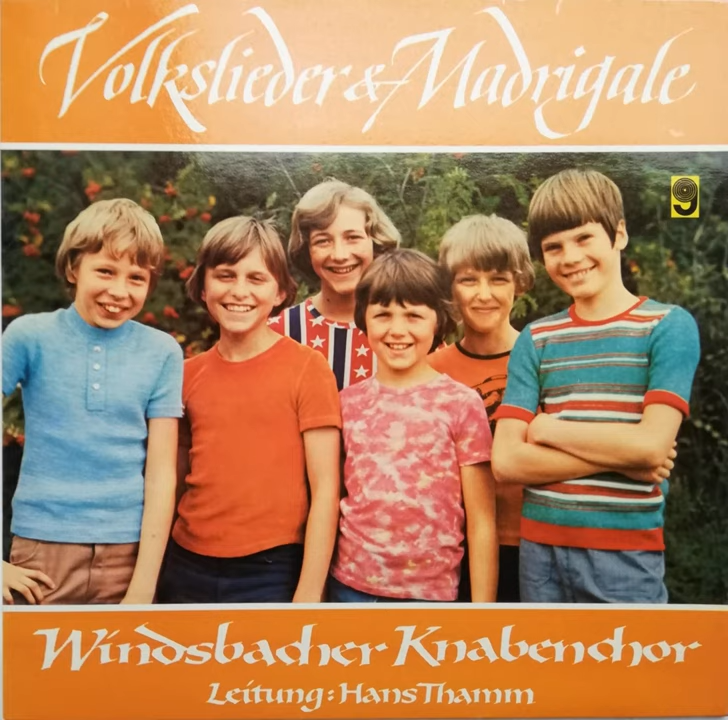 Volkslieder & Madrigale
g
Windsbacher Knabenchor
Leitung: Hans Thamm